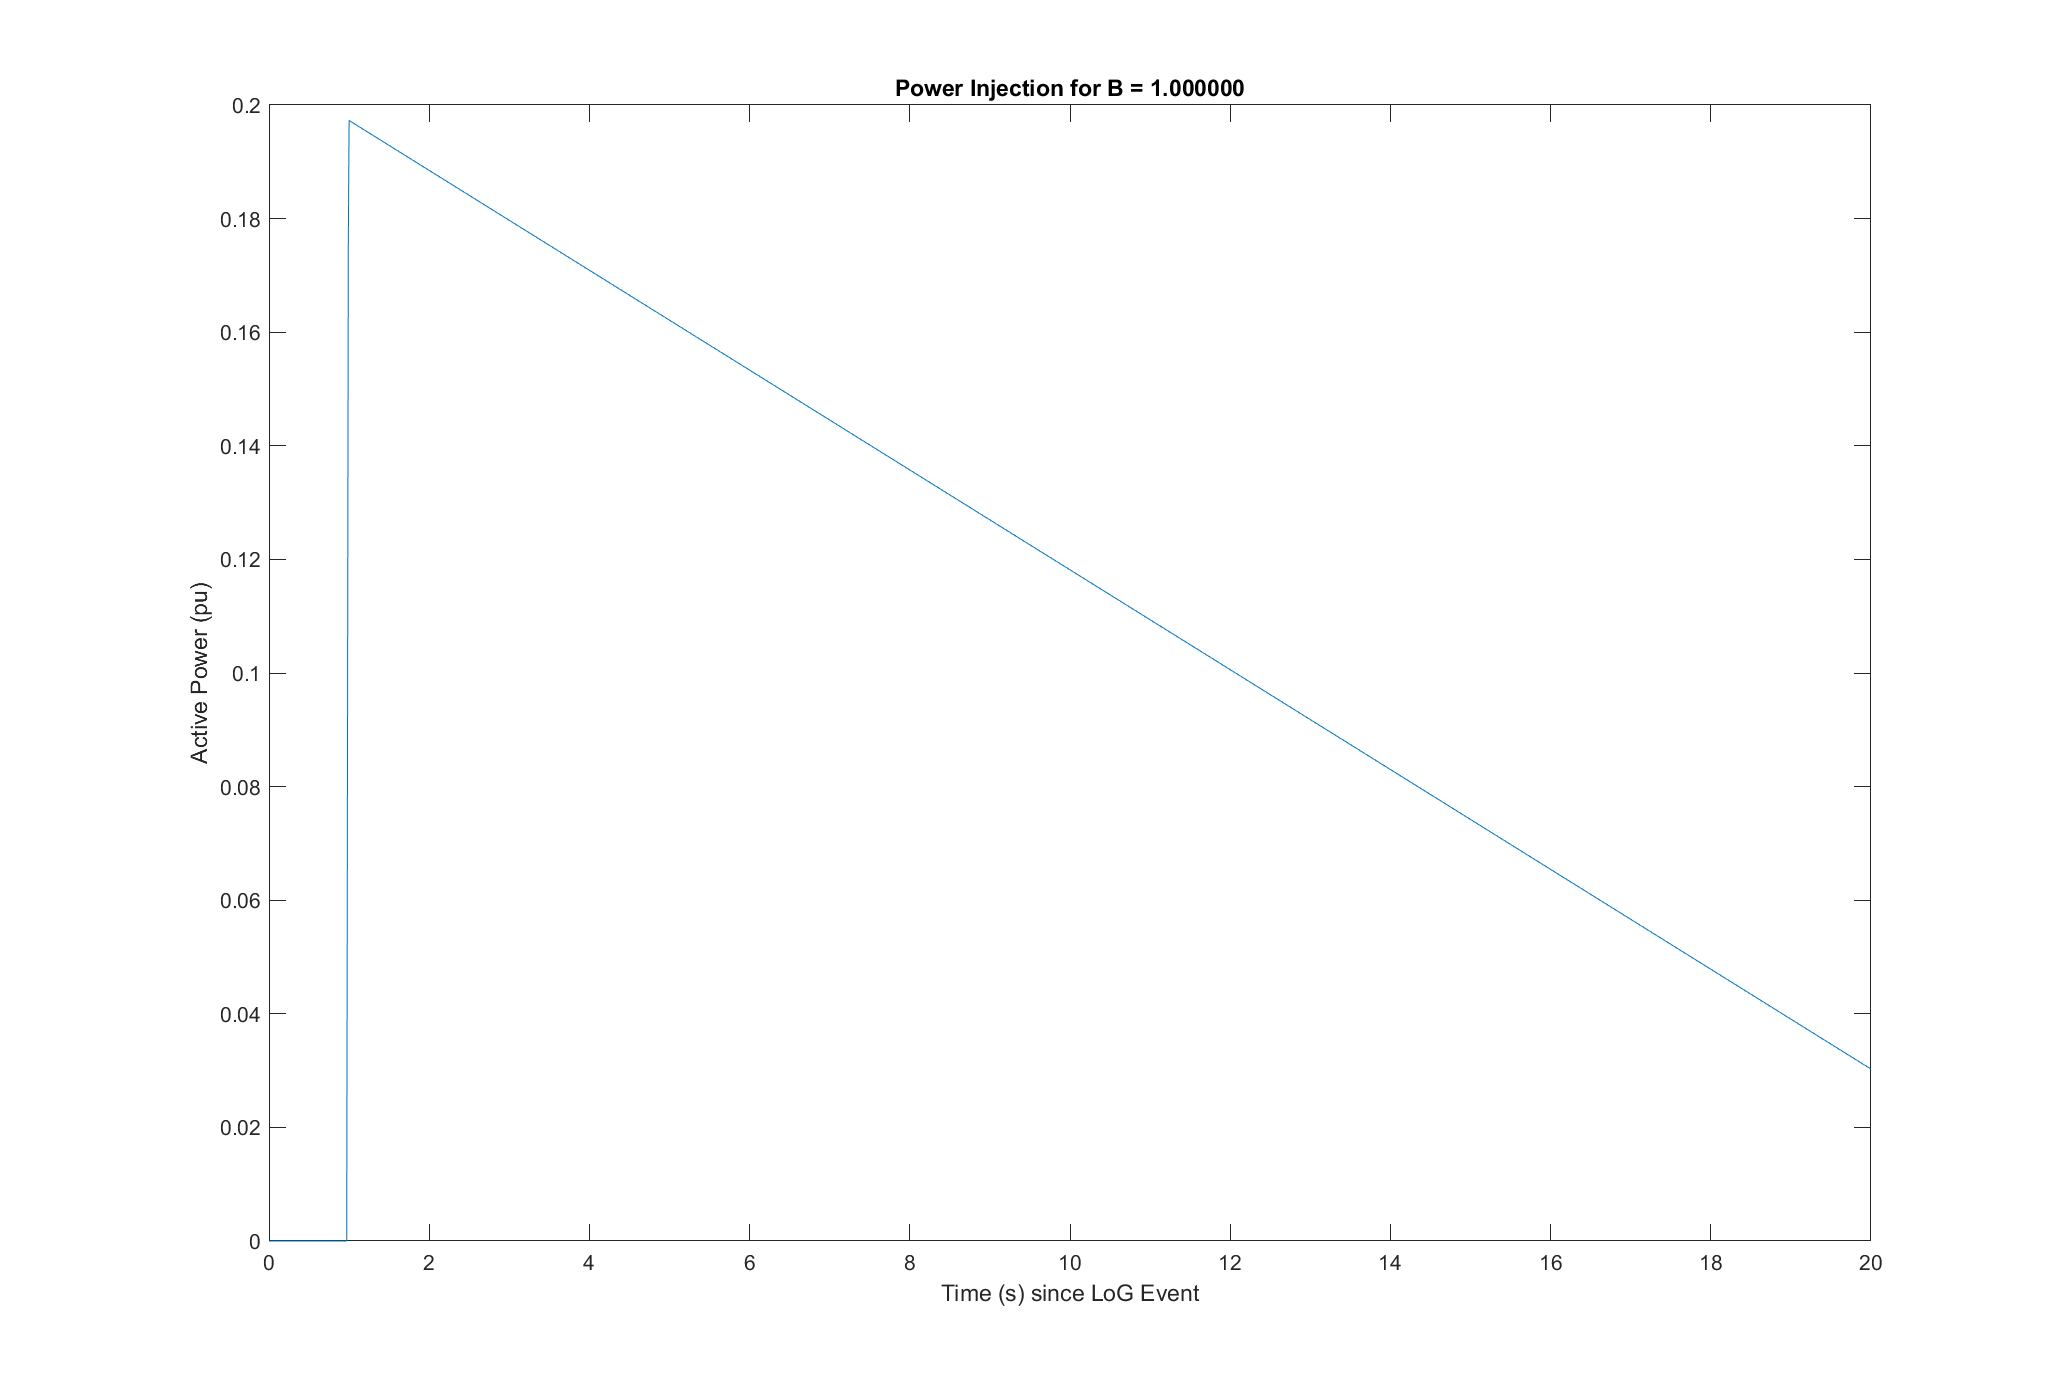 Power Injection for B = 1.000000
0.2
0.18
0.16
0.14
0.12
0.1
0.08
0.06
0.04
0.02
0
Active Power (pu)
0 2 4 6 8 10 12 14 16 18 20
Time (s) since LoG Event